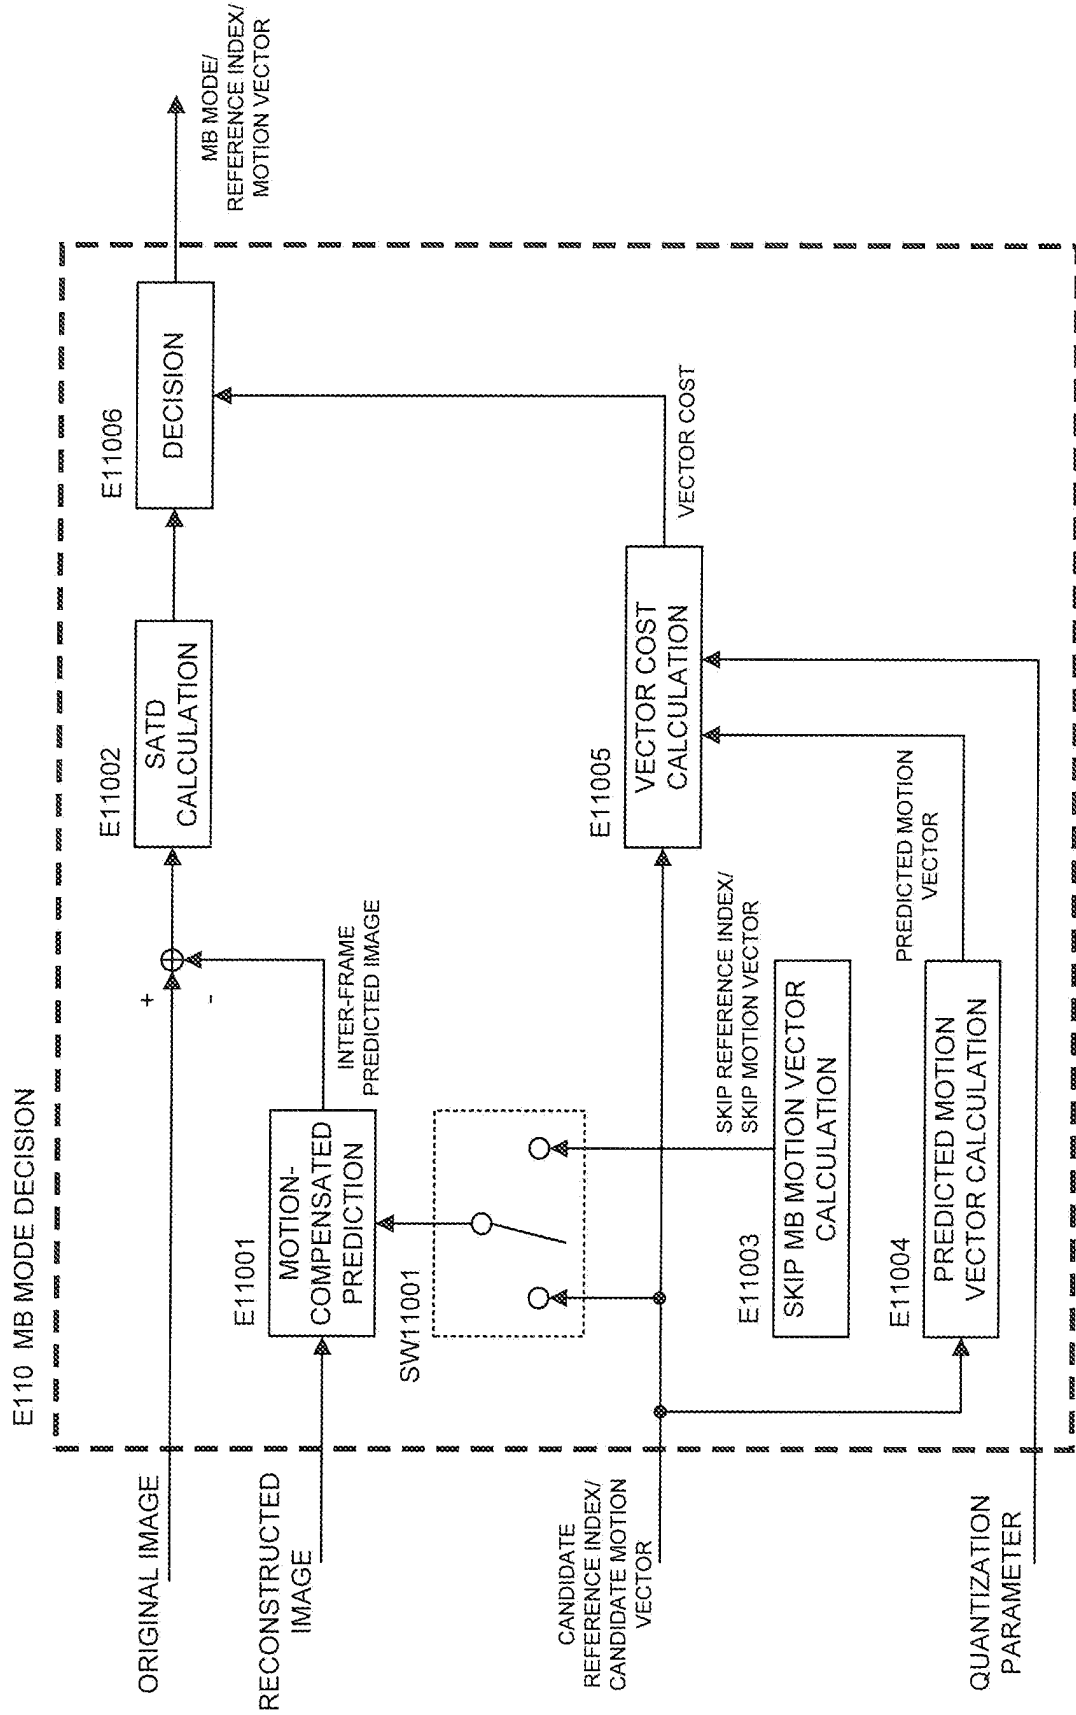 E110 MB MODE DECISION
ORIGINAL IMAGE
+
-
E11002
SATD
CALCULATION
E11006
DECISION
MB MODE/
REFERENCE INDEX/
MOTION VECTOR
RECONSTRUCTED
IMAGE
E11001
MOTION-
COMPENSATED
PREDICTION
INTER-FRAME
PREDICTED IMAGE
SW11001
CANDIDATE
REFERENCE INDEX/
CANDIDATE MOTION
VECTOR
E11005
VECTOR COST
CALCULATION
VECTOR COST
SKIP REFERENCE INDEX/
SKIP MOTION VECTOR
E11003
SKIP MB MOTION VECTOR
CALCULATION
E11004
PREDICTED MOTION
VECTOR CALCULATION
PREDICTED MOTION
VECTOR
QUANTIZATION
PARAMETER